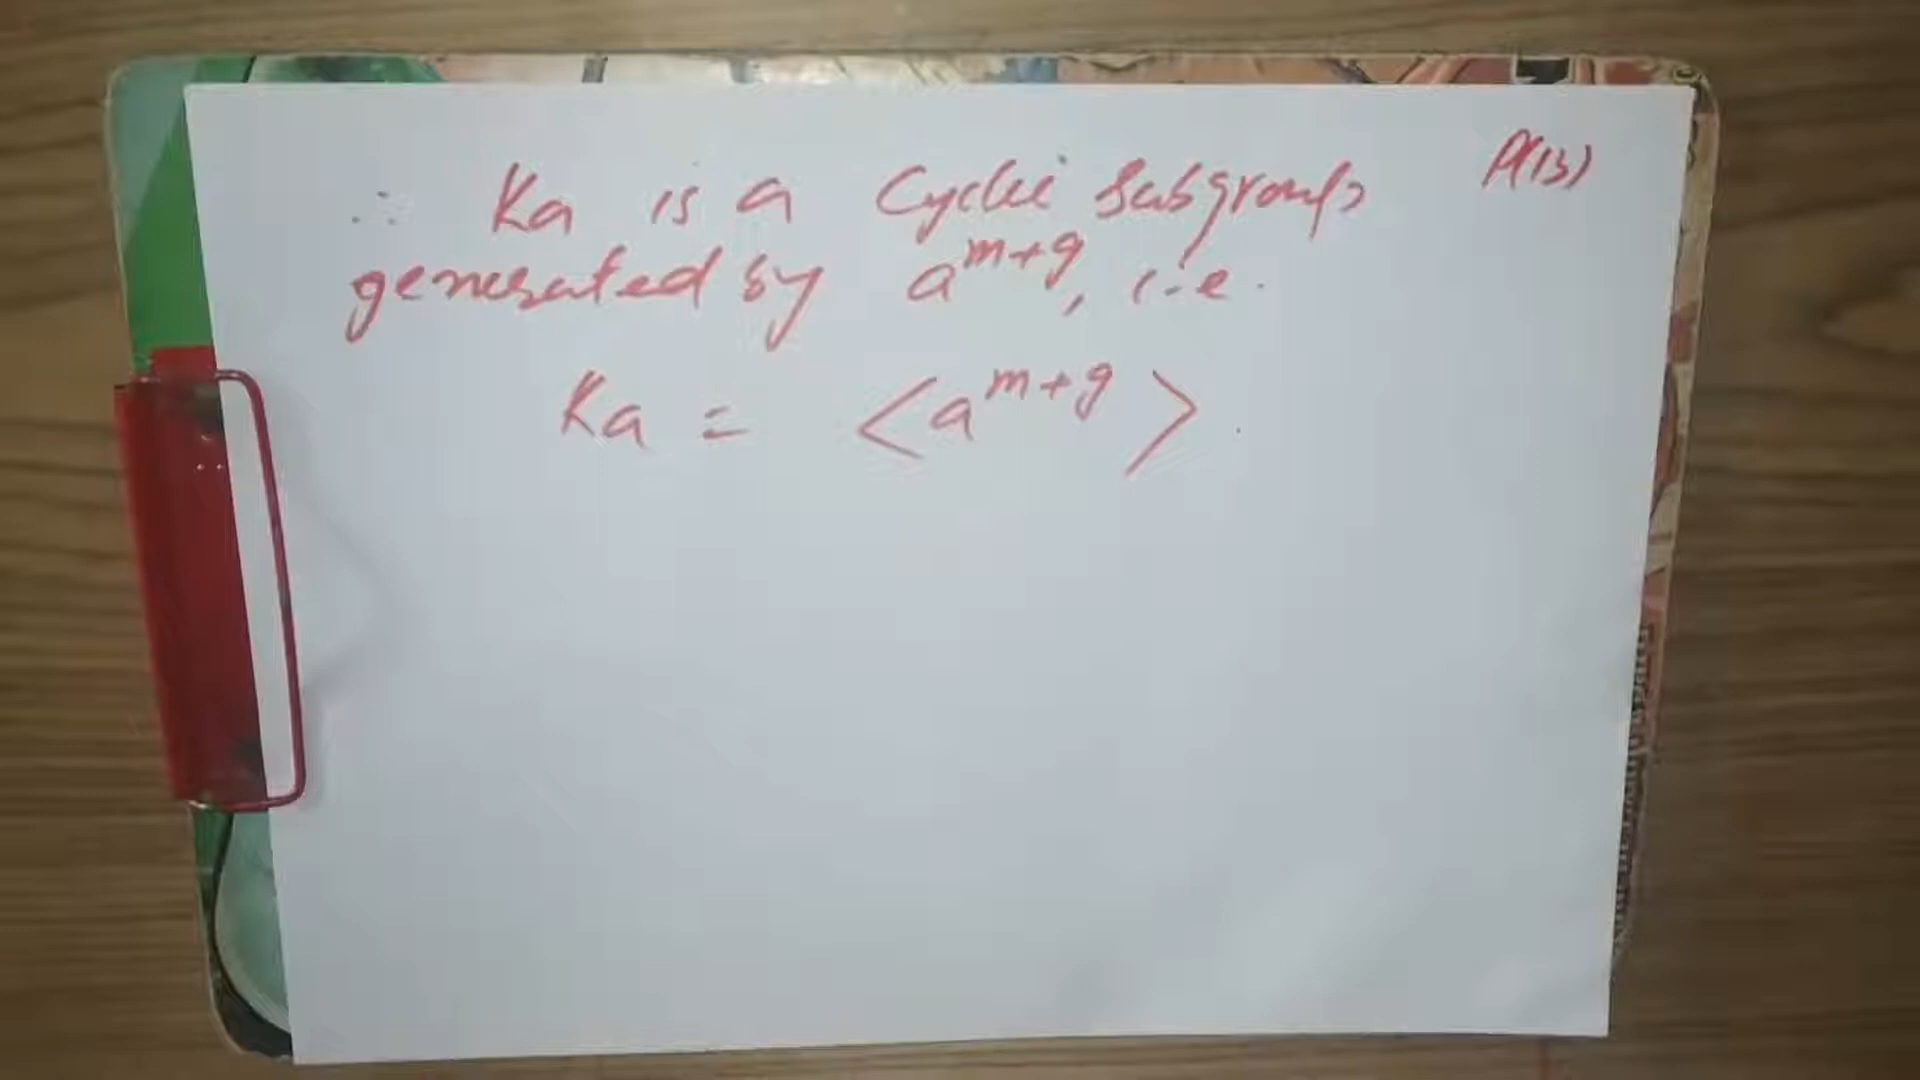 P(13)
∴ Ka is a Cyclic Subgroup
generated by a^{m+g}, i.e.
Ka = <a^{m+g}>.